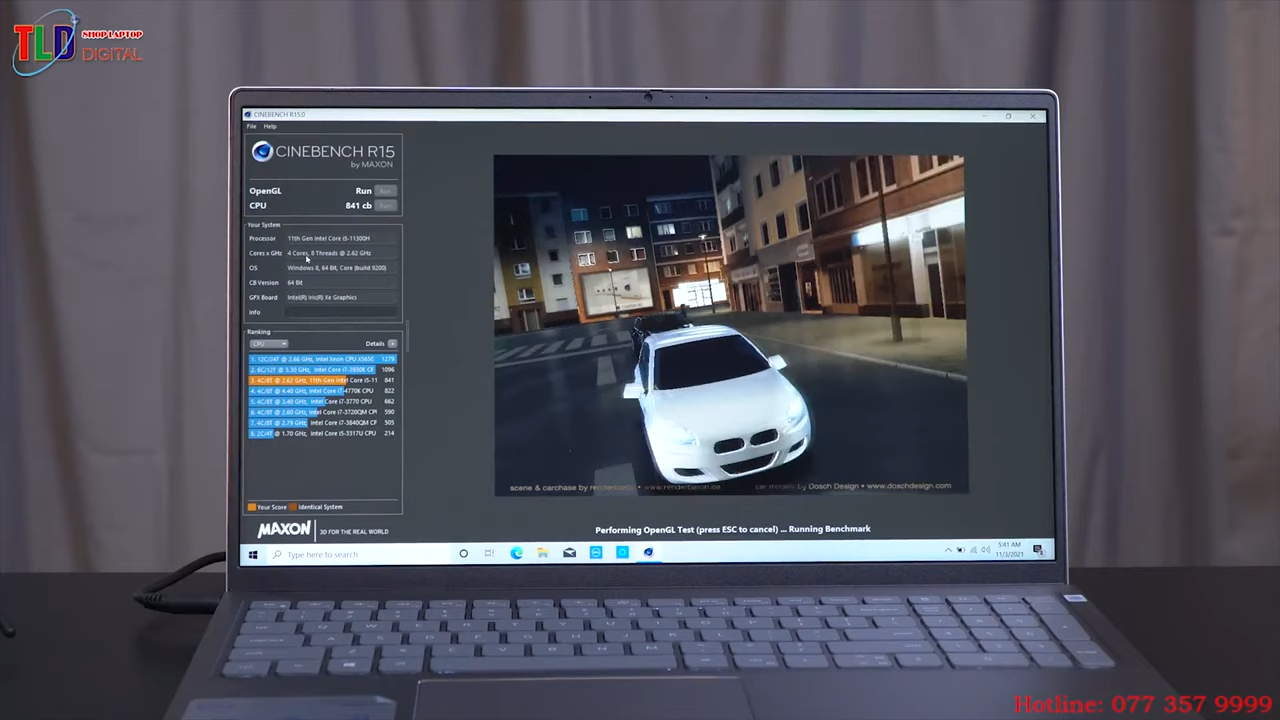 TLD SHOP LAPTOP
DIGITAL
CINEBENCH R15.0
File Help
CINEBENCH R15
by MAXON
OpenGL Run Run
CPU 841 cb Run
Your System
Processor 11th Gen Intel Core i5-11300H
Cores x GHz 4 Cores, 8 Threads @ 2.62 GHz
OS Windows 8, 64 Bit, Core (build 9200)
CB Version 64 Bit
GFX Board Intel(R) Iris(R) Xe Graphics
Info
Ranking
CPU Details
1. 12C/24T @ 2.66 GHz, Intel Xeon CPU X5650 1279
2. 6C/12T @ 3.30 GHz, Intel Core i7-3930K CP 1096
3. 4C/8T @ 2.62 GHz, 11th Gen Intel Core i5-11 841
4. 4C/8T @ 4.40 GHz, Intel Core i7-4770K CPU 822
5. 4C/8T @ 3.40 GHz, Intel Core i7-3770 CPU 662
6. 4C/8T @ 2.60 GHz, Intel Core i7-3720QM CP 590
7. 4C/8T @ 2.79 GHz, Intel Core i7-3840QM CP 505
8. 2C/4T @ 1.70 GHz, Intel Core i5-3317U CPU 214
scene & carchase by renderbaron • www.renderbaron.de car models by Dosch Design • www.doschdesign.com
Your Score Identical System
MAXON 3D FOR THE REAL WORLD
Performing OpenGL Test (press ESC to cancel) ... Running Benchmark
Type here to search
5:41 AM
11/3/2021
Hotline: 077 357 9999